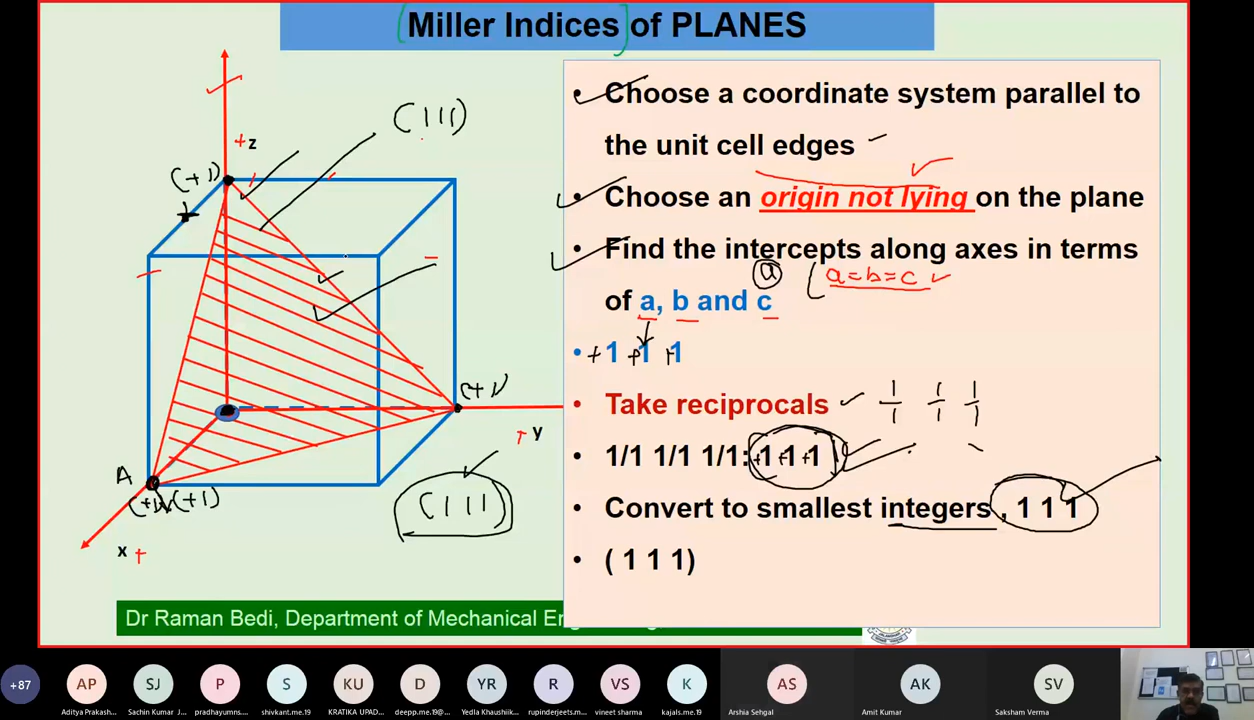 Miller Indices of PLANES
+z
(+1)
(111)
A
(+1)
(+1)
+y
x +
(111)
• Choose a coordinate system parallel to
the unit cell edges
• Choose an origin not lying on the plane
• Find the intercepts along axes in terms
of a, b and c
a
a=b=c
• +1 +1 +1
Take reciprocals
1/1 1/1 1/1
• 1/1 1/1 1/1: +1 +1 +1
• Convert to smallest integers , 1 1 1
• ( 1 1 1)
Dr Raman Bedi, Department of Mechanical
+87
AP
SJ
P
S
KU
D
YR
R
VS
K
AS
AK
SV
Aditya Prakash...
Sachin Kumar J...
pradhayumns.
shivkant.me.19
KRATIKA UPAD...
deepp.me.19@...
Yedla Khaushiik...
rupinderjeets.m...
vineet sharma
kajals.me.19
Arshia Sehgal
Amit Kumar
Saksham Verma